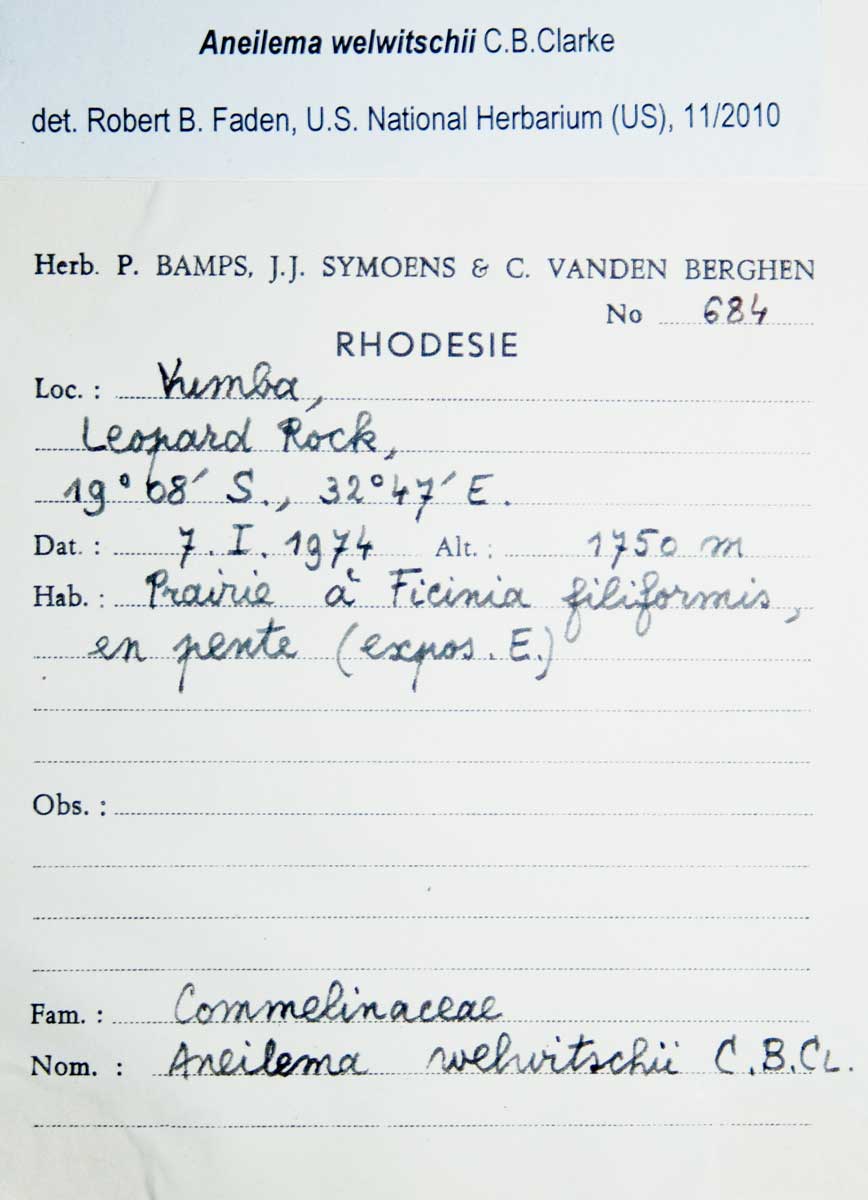 Aneilema welwitschii C.B.Clarke
det. Robert B. Faden, U.S. National Herbarium (US), 11/2010
Herb. P. BAMPS, J.J. SYMOENS & C. VANDEN BERGHEN
No 684
RHODESIE
Loc. : Vumba,
Leopard Rock,
19° 08′ S., 32°47′ E.
Dat. : 7. I. 1974 Alt. : 1750 m
Hab. : Prairie à Ficinia filiformis,
en pente (expos. E.)
Obs. :
Fam. : Commelinaceae
Nom. : Aneilema welwitschii C.B.CL.